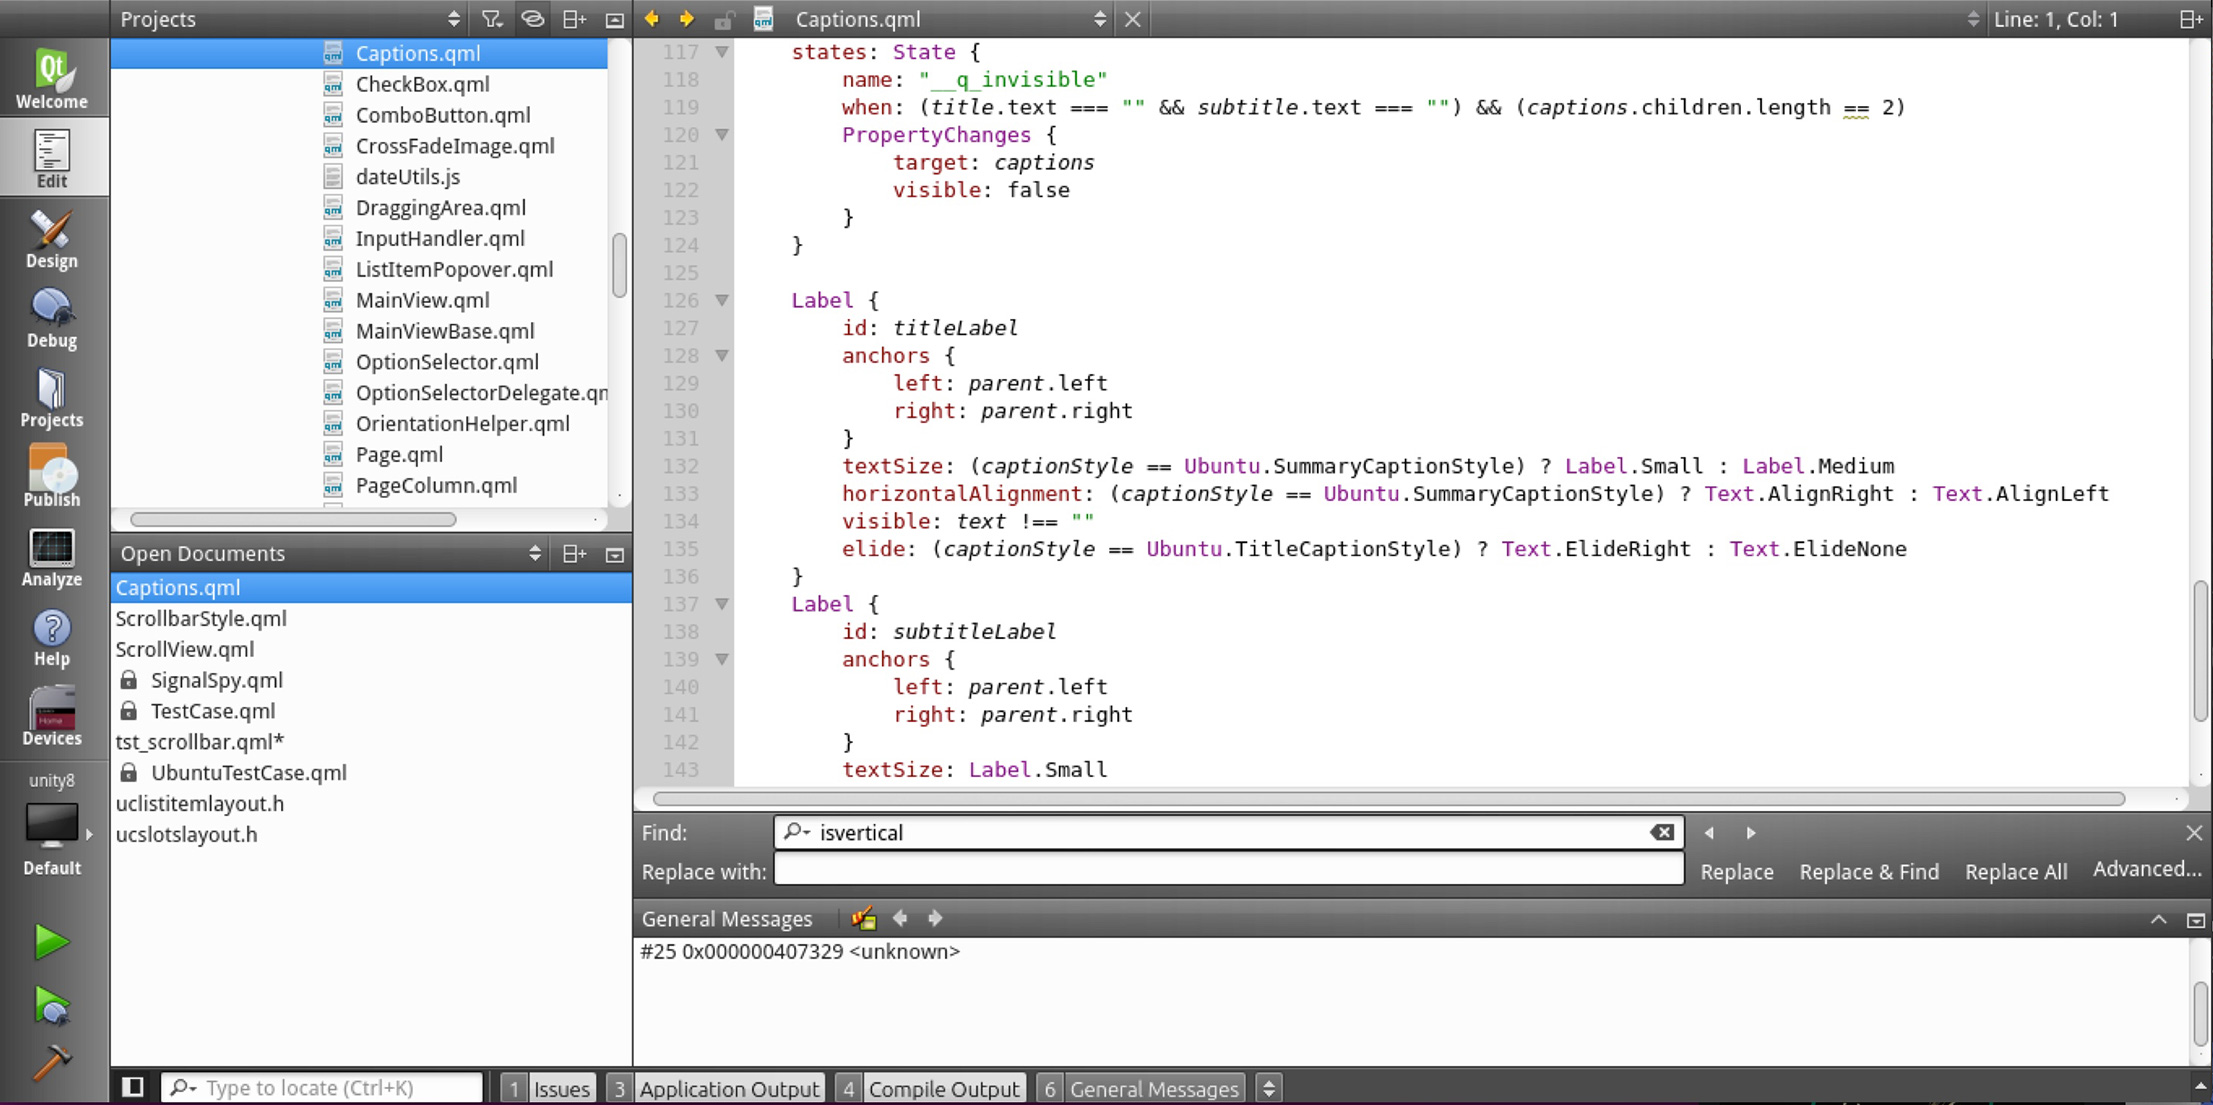 Projects
Captions.qml
Line: 1, Col: 1
Welcome
Edit
Design
Debug
Projects
Publish
Analyze
Help
Devices
unity8
Default
Captions.qml
CheckBox.qml
ComboButton.qml
CrossFadeImage.qml
dateUtils.js
DraggingArea.qml
InputHandler.qml
ListItemPopover.qml
MainView.qml
MainViewBase.qml
OptionSelector.qml
OptionSelectorDelegate.qm
OrientationHelper.qml
Page.qml
PageColumn.qml
Open Documents
Captions.qml
ScrollbarStyle.qml
ScrollView.qml
SignalSpy.qml
TestCase.qml
tst_scrollbar.qml*
UbuntuTestCase.qml
uclistitemlayout.h
ucslotslayout.h
117 states: State {
118 name: "__q_invisible"
119 when: (title.text === "" && subtitle.text === "") && (captions.children.length == 2)
120 PropertyChanges {
121 target: captions
122 visible: false
123 }
124 }
125
126 Label {
127 id: titleLabel
128 anchors {
129 left: parent.left
130 right: parent.right
131 }
132 textSize: (captionStyle == Ubuntu.SummaryCaptionStyle) ? Label.Small : Label.Medium
133 horizontalAlignment: (captionStyle == Ubuntu.SummaryCaptionStyle) ? Text.AlignRight : Text.AlignLeft
134 visible: text !== ""
135 elide: (captionStyle == Ubuntu.TitleCaptionStyle) ? Text.ElideRight : Text.ElideNone
136 }
137 Label {
138 id: subtitleLabel
139 anchors {
140 left: parent.left
141 right: parent.right
142 }
143 textSize: Label.Small
Find: isvertical
Replace with:
Replace Replace & Find Replace All Advanced...
General Messages
#25 0x000000407329 <unknown>
Type to locate (Ctrl+K)
1 Issues 3 Application Output 4 Compile Output 6 General Messages